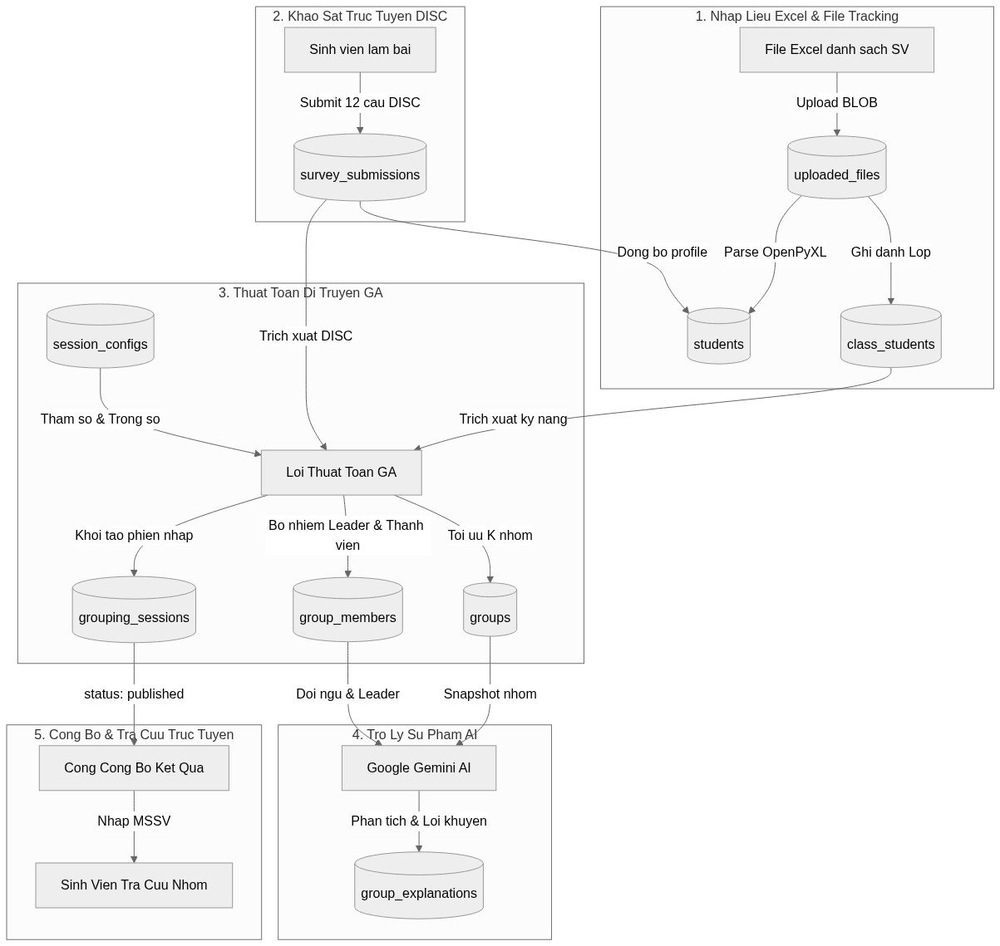 2. Khao Sat Truc Tuyen DISC
Sinh vien lam bai
Submit 12 cau DISC
survey_submissions
1. Nhap Lieu Excel & File Tracking
File Excel danh sach SV
Upload BLOB
uploaded_files
Dong bo profile
Parse OpenPyXL
Ghi danh Lop
students
class_students
3. Thuat Toan Di Truyen GA
session_configs
Trich xuat DISC
Tham so & Trong so
Trich xuat ky nang
Loi Thuat Toan GA
Khoi tao phien nhap
Bo nhiem Leader & Thanh
vien
Toi uu K nhom
grouping_sessions
group_members
groups
status: published
Doi ngu & Leader
Snapshot nhom
5. Cong Bo & Tra Cuu Truc Tuyen
Cong Cong Bo Ket Qua
Nhap MSSV
Sinh Vien Tra Cuu Nhom
4. Tro Ly Su Pham AI
Google Gemini AI
Phan tich & Loi khuyen
group_explanations